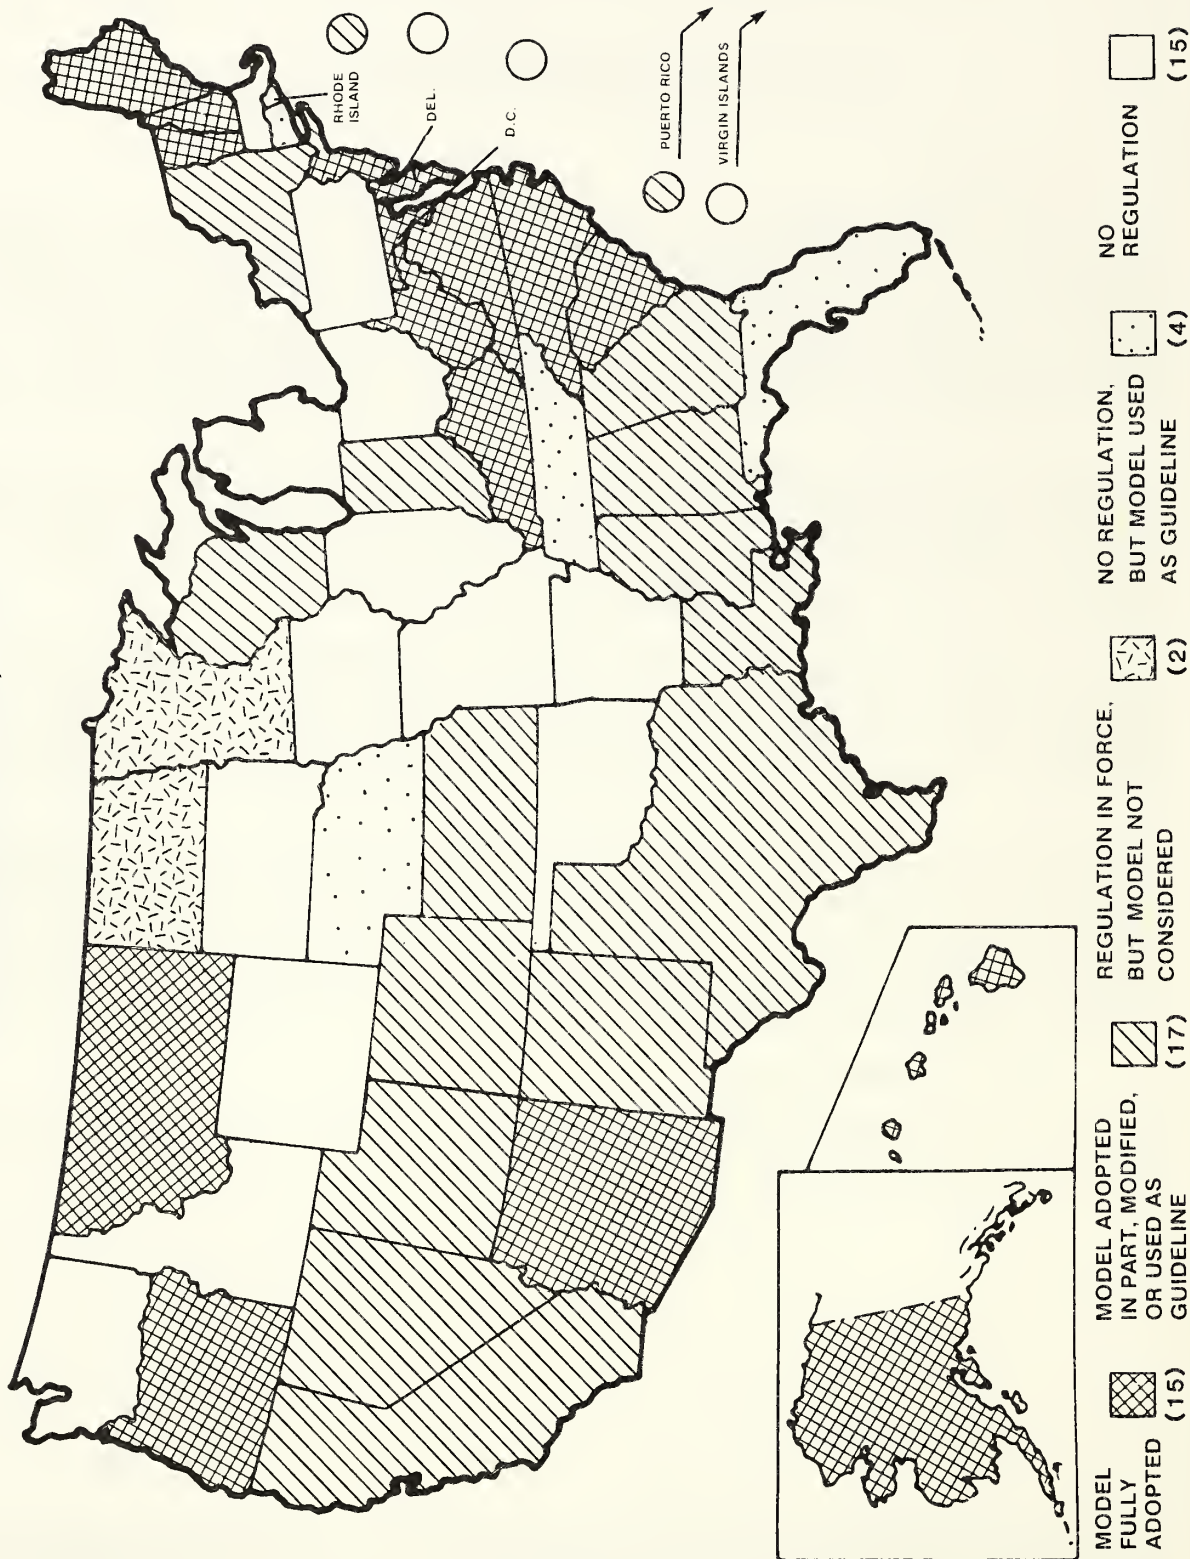 RHODE
ISLAND
DEL.
D.C.
PUERTO RICO
VIRGIN ISLANDS
MODEL
FULLY
ADOPTED
(15)
MODEL ADOPTED
IN PART, MODIFIED,
OR USED AS
GUIDELINE
(17)
REGULATION IN FORCE,
BUT MODEL NOT
CONSIDERED
(2)
NO REGULATION,
BUT MODEL USED
AS GUIDELINE
(4)
NO
REGULATION
(15)